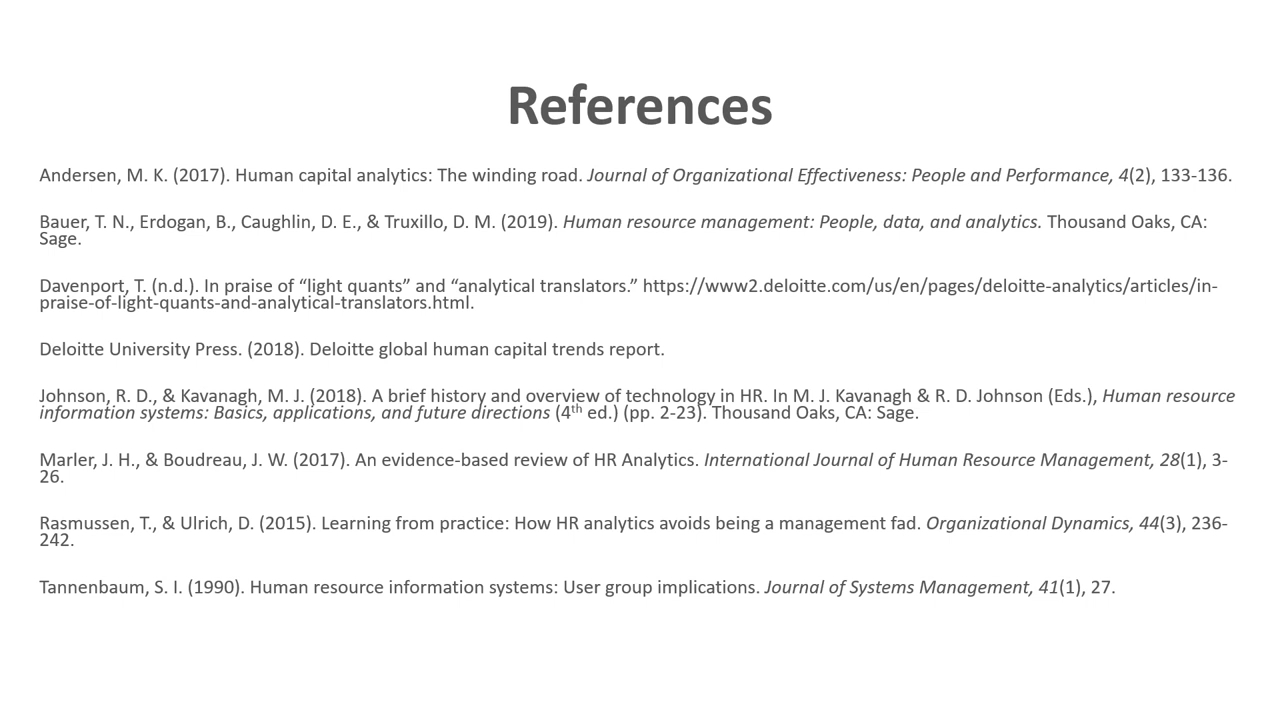 References
Andersen, M. K. (2017). Human capital analytics: The winding road. Journal of Organizational Effectiveness: People and Performance, 4(2), 133-136.
Bauer, T. N., Erdogan, B., Caughlin, D. E., & Truxillo, D. M. (2019). Human resource management: People, data, and analytics. Thousand Oaks, CA:
Sage.
Davenport, T. (n.d.). In praise of “light quants” and “analytical translators.” https://www2.deloitte.com/us/en/pages/deloitte-analytics/articles/in-
praise-of-light-quants-and-analytical-translators.html.
Deloitte University Press. (2018). Deloitte global human capital trends report.
Johnson, R. D., & Kavanagh, M. J. (2018). A brief history and overview of technology in HR. In M. J. Kavanagh & R. D. Johnson (Eds.), Human resource
information systems: Basics, applications, and future directions (4th ed.) (pp. 2-23). Thousand Oaks, CA: Sage.
Marler, J. H., & Boudreau, J. W. (2017). An evidence-based review of HR Analytics. International Journal of Human Resource Management, 28(1), 3-
26.
Rasmussen, T., & Ulrich, D. (2015). Learning from practice: How HR analytics avoids being a management fad. Organizational Dynamics, 44(3), 236-
242.
Tannenbaum, S. I. (1990). Human resource information systems: User group implications. Journal of Systems Management, 41(1), 27.